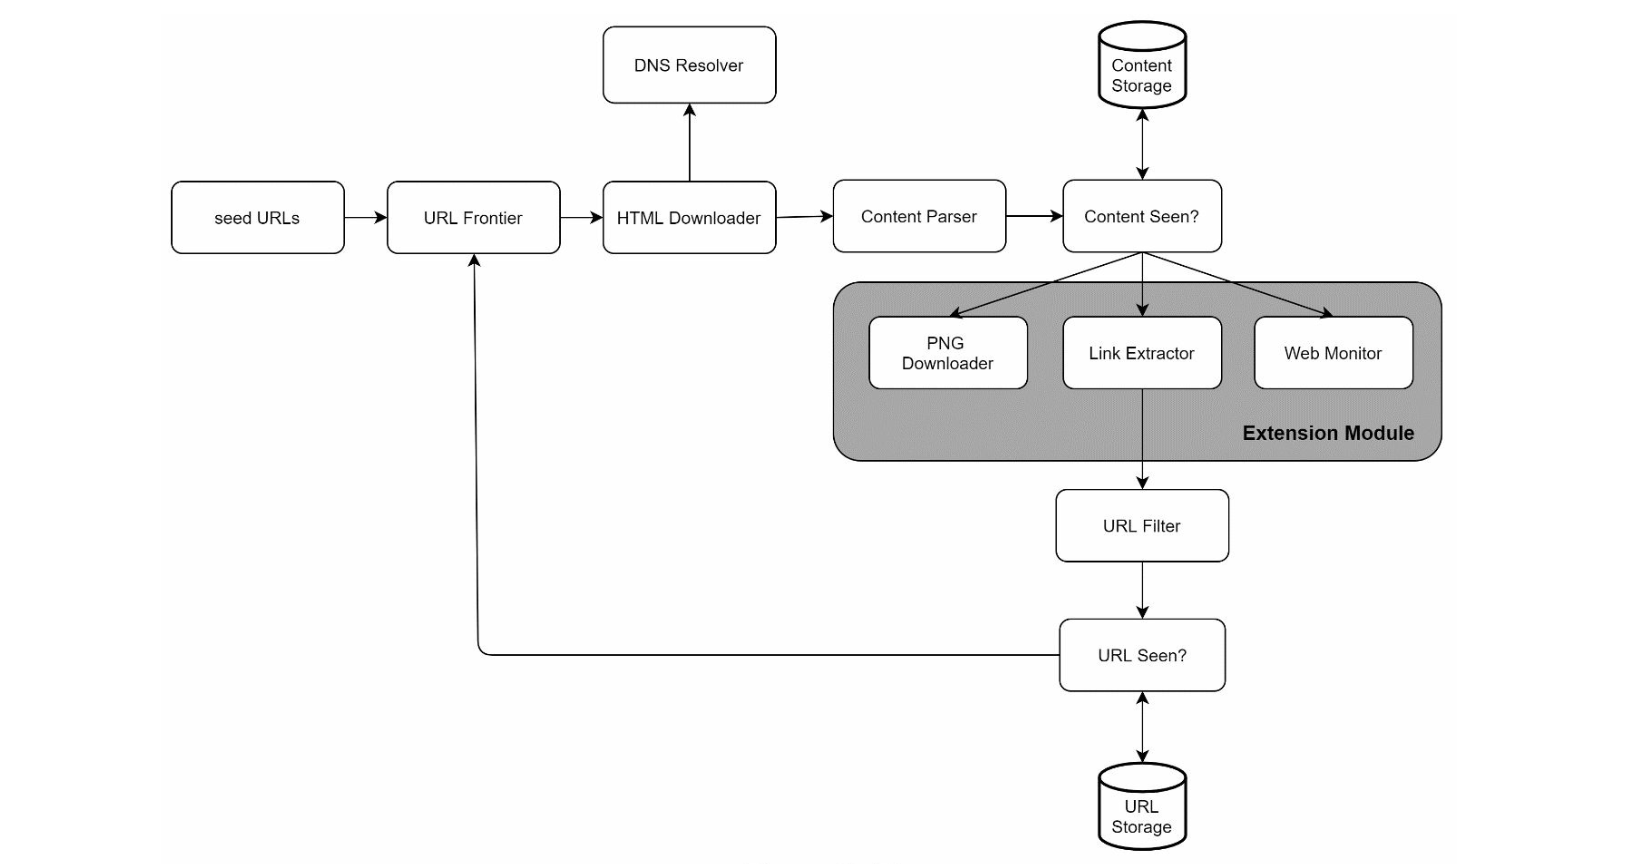 DNS Resolver
Content
Storage
seed URLs
URL Frontier
HTML Downloader
Content Parser
Content Seen?
PNG
Downloader
Link Extractor
Web Monitor
Extension Module
URL Filter
URL Seen?
URL
Storage